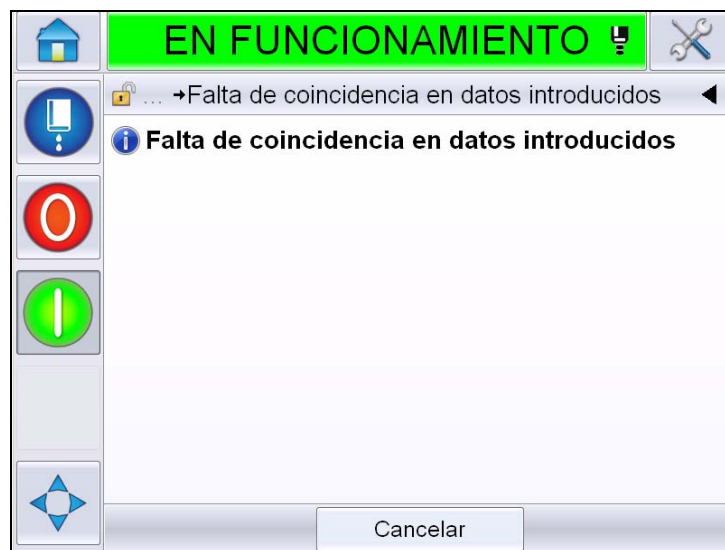 EN FUNCIONAMIENTO
... →Falta de coincidencia en datos introducidos
Falta de coincidencia en datos introducidos
Cancelar